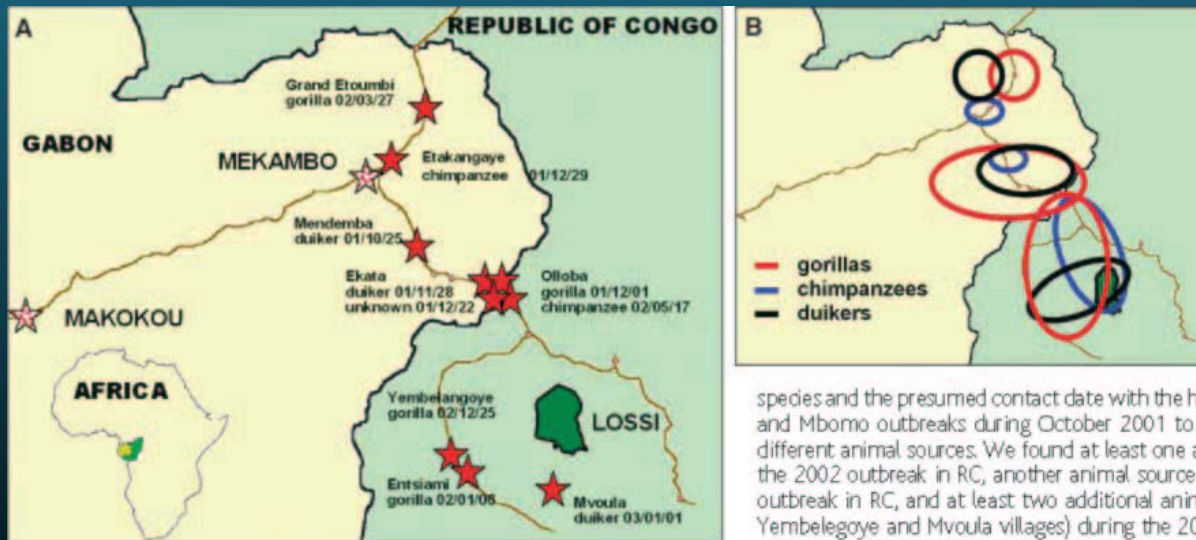 A
REPUBLIC OF CONGO
Grand Etoumbi
gorilla 02/03/27
GABON
MEKAMBO
Etakangaye
chimpanzee 01/12/29
Mendemba
duiker 01/10/25
Ekata
duiker 01/11/28
unknown 01/12/22
Olloba
gorilla 01/12/01
chimpanzee 02/05/17
MAKOKOU
AFRICA
Yembelangoye
gorilla 02/12/25
LOSSI
Entsiami
gorilla 02/01/06
Mvoula
duiker 03/01/01
B
gorillas
chimpanzees
duikers
species and the presumed contact date with the h
and Mbomo outbreaks during October 2001 to
different animal sources. We found at least one a
the 2002 outbreak in RC, another animal source
outbreak in RC, and at least two additional anim
Yembelegoye and Mvoula villages) during the 20